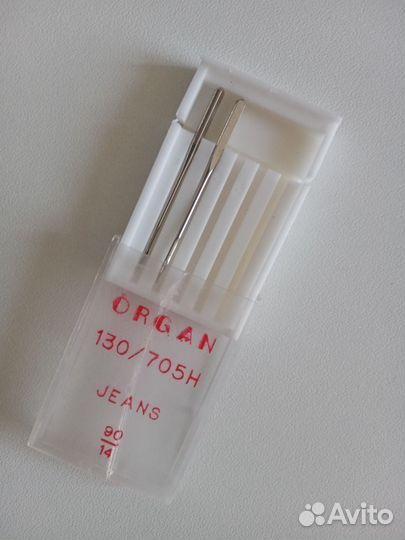 ORGAN
130/705H
JEANS
90
14
Avito